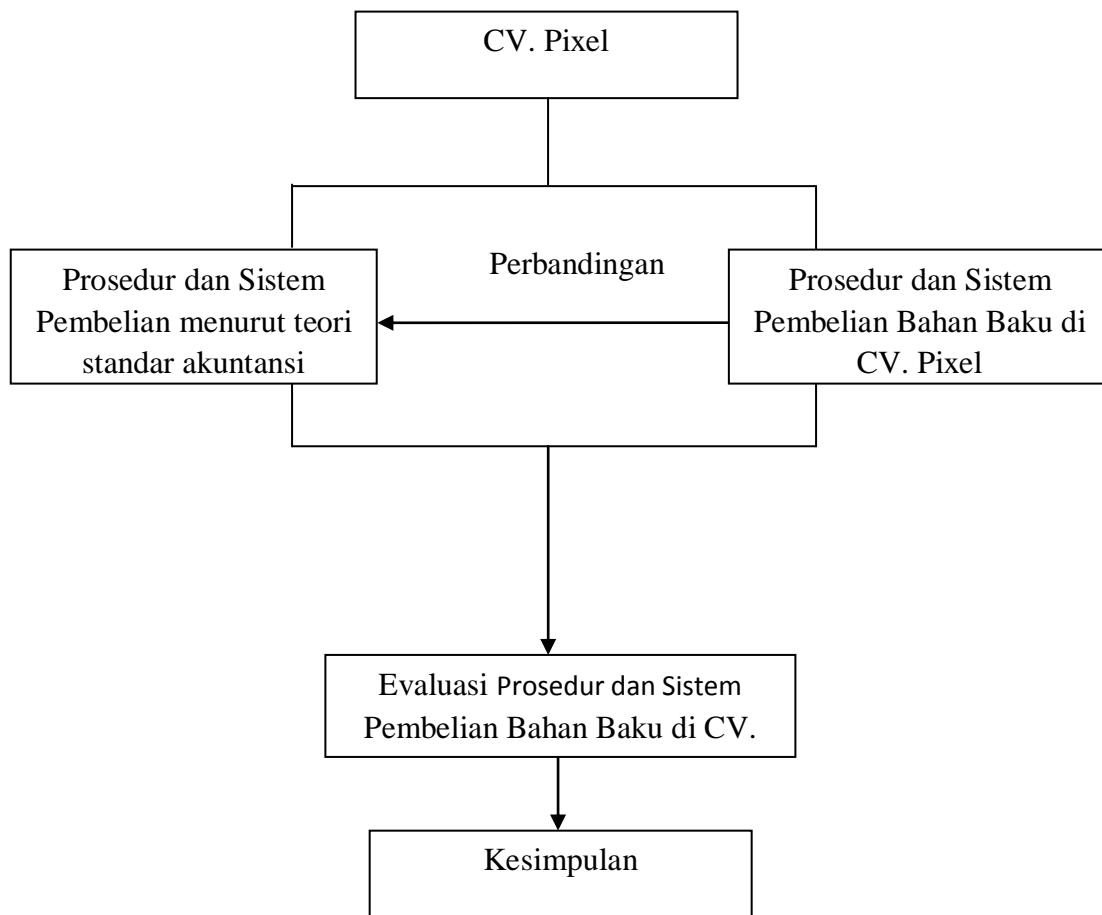 CV. Pixel
Prosedur dan Sistem
Pembelian menurut teori
standar akuntansi
Perbandingan
Prosedur dan Sistem
Pembelian Bahan Baku di
CV. Pixel
Evaluasi Prosedur dan Sistem
Pembelian Bahan Baku di CV.
Kesimpulan